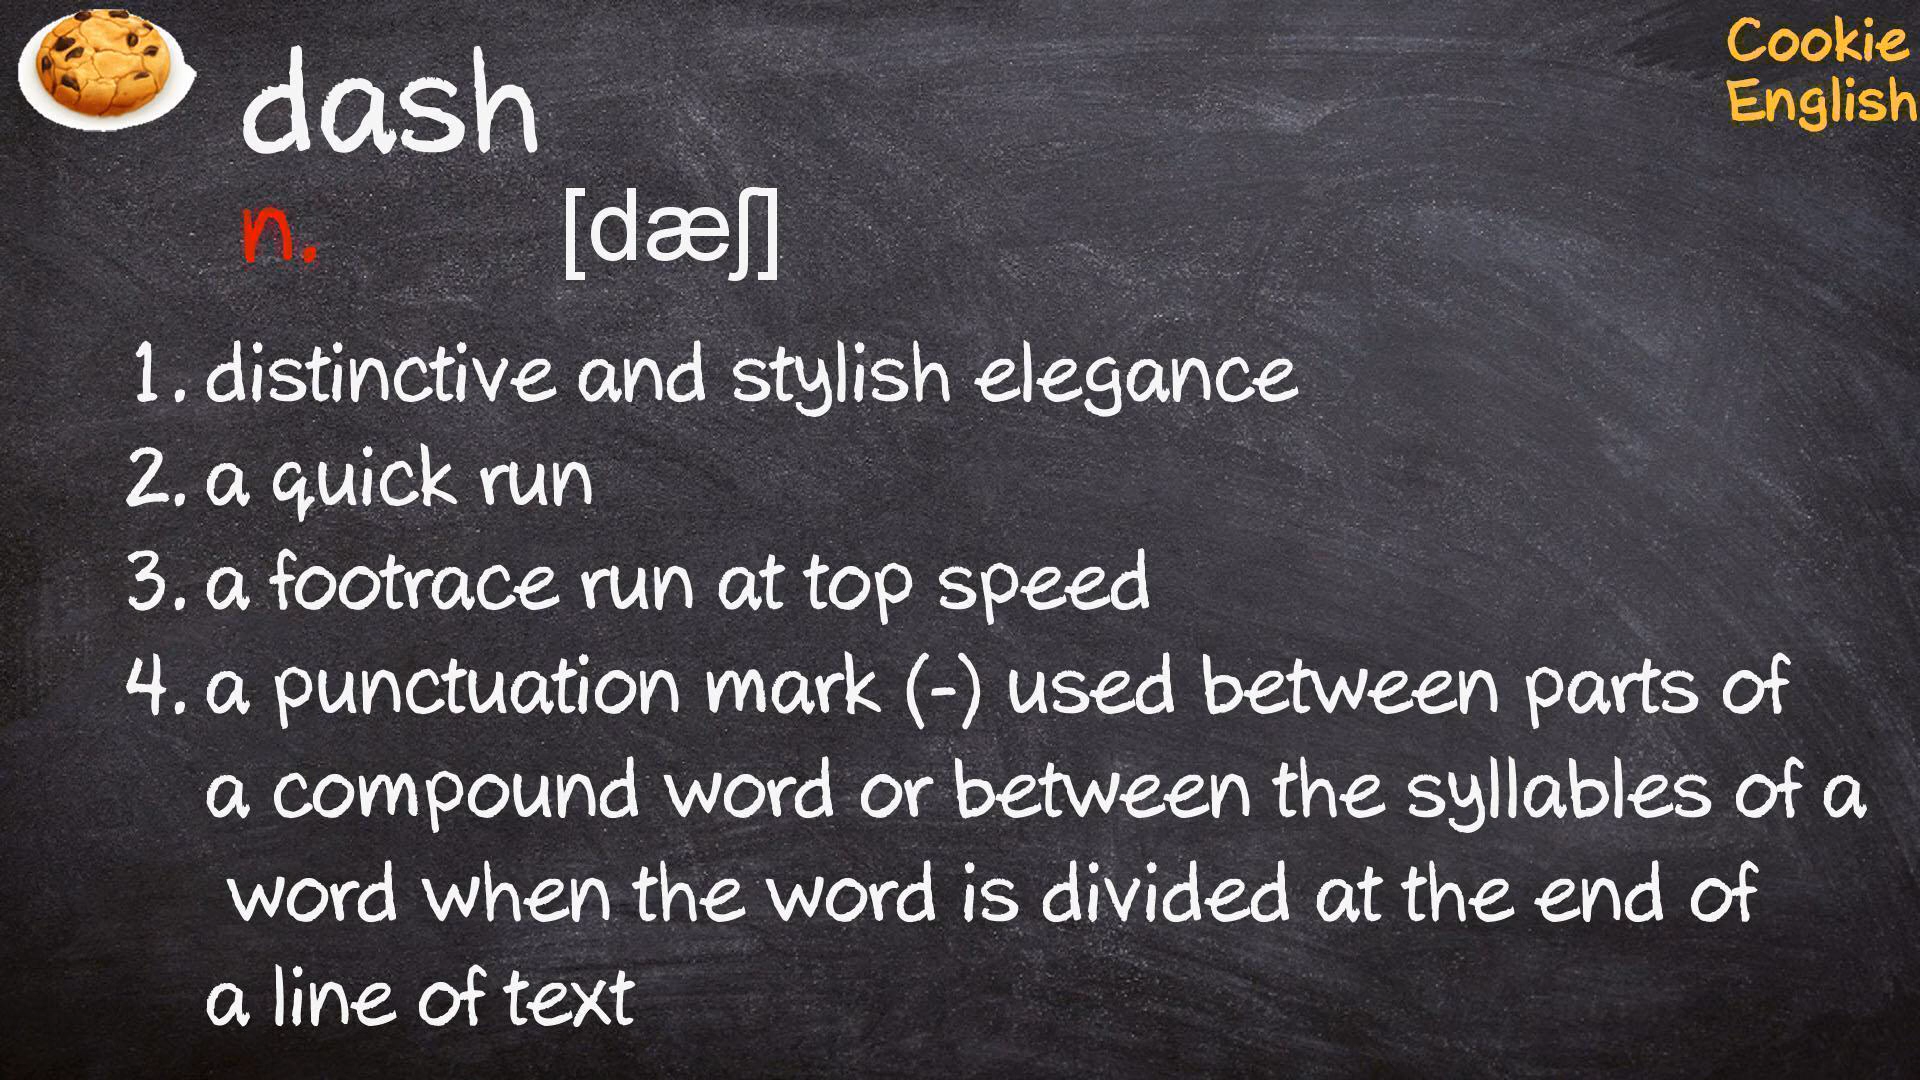 dash
Cookie
English
n. [dæʃ]
1. distinctive and stylish elegance
2. a quick run
3. a footrace run at top speed
4. a punctuation mark (-) used between parts of
a compound word or between the syllables of a
word when the word is divided at the end of
a line of text